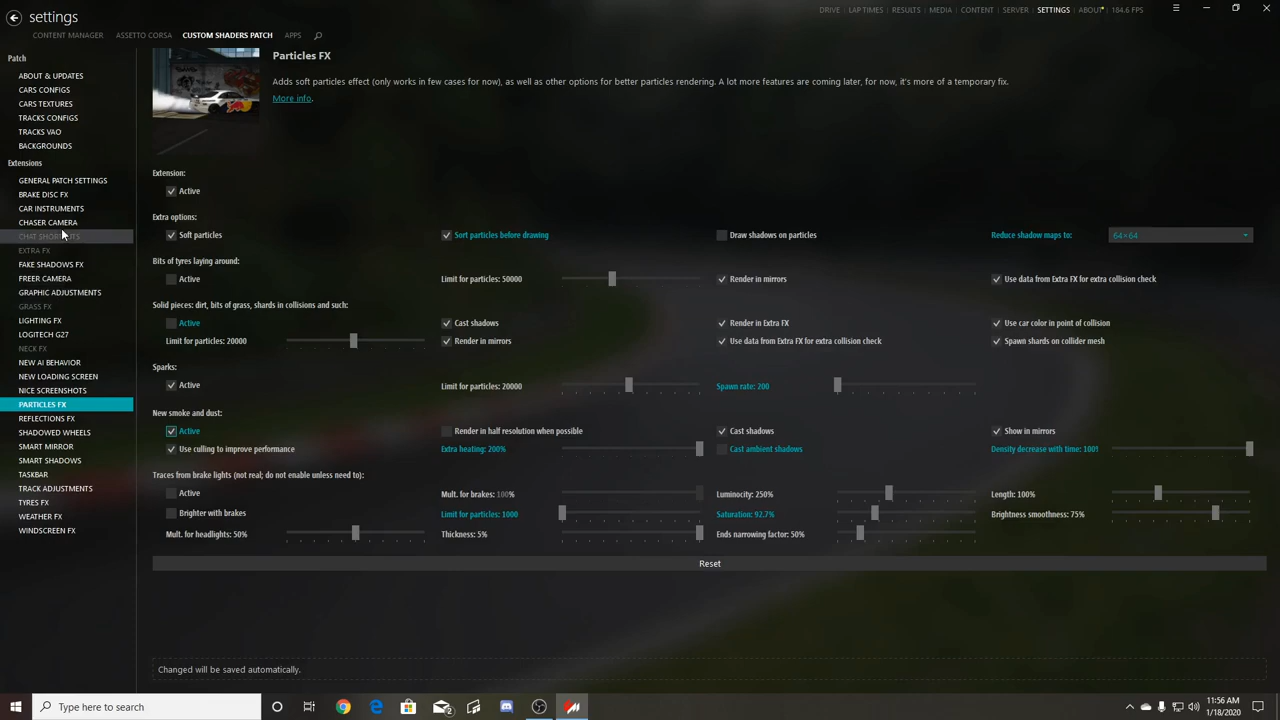 settings
DRIVE LAP TIMES RESULTS MEDIA CONTENT SERVER SETTINGS ABOUT 184.6 FPS
CONTENT MANAGER ASSETTO CORSA CUSTOM SHADERS PATCH APPS
Patch
ABOUT & UPDATES
CARS CONFIGS
CARS TEXTURES
TRACKS CONFIGS
TRACKS VAO
BACKGROUNDS
Extensions
GENERAL PATCH SETTINGS
BRAKE DISC FX
CAR INSTRUMENTS
CHASER CAMERA
CHAT SHORTCUTS
EXTRA FX
FAKE SHADOWS FX
FREER CAMERA
GRAPHIC ADJUSTMENTS
GRASS FX
LIGHTING FX
LOGITECH G27
NECK FX
NEW AI BEHAVIOR
NEW LOADING SCREEN
NICE SCREENSHOTS
PARTICLES FX
REFLECTIONS FX
SHADOWED WHEELS
SMART MIRROR
SMART SHADOWS
TASKBAR
TRACK ADJUSTMENTS
TYRES FX
WEATHER FX
WINDSCREEN FX
Particles FX
Adds soft particles effect (only works in few cases for now), as well as other options for better particles rendering. A lot more features are coming later, for now, it's more of a temporary fix.
More info.
Extension:
Active
Extra options:
Soft particles Sort particles before drawing Draw shadows on particles Reduce shadow maps to: 64×64
Bits of tyres laying around:
Active Limit for particles: 50000 Render in mirrors Use data from Extra FX for extra collision check
Solid pieces: dirt, bits of grass, shards in collisions and such:
Active Cast shadows Render in Extra FX Use car color in point of collision
Limit for particles: 20000 Render in mirrors Use data from Extra FX for extra collision check Spawn shards on collider mesh
Sparks:
Active Limit for particles: 20000 Spawn rate: 200
New smoke and dust:
Active Render in half resolution when possible Cast shadows Show in mirrors
Use culling to improve performance Extra heating: 200% Cast ambient shadows Density decrease with time: 100%
Traces from brake lights (not real; do not enable unless need to):
Active Mult. for brakes: 100% Luminocity: 250% Length: 100%
Brighter with brakes Limit for particles: 1000 Saturation: 92.7% Brightness smoothness: 75%
Mult. for headlights: 50% Thickness: 5% Ends narrowing factor: 50%
Reset
Changed will be saved automatically.
Type here to search
11:56 AM
1/18/2020